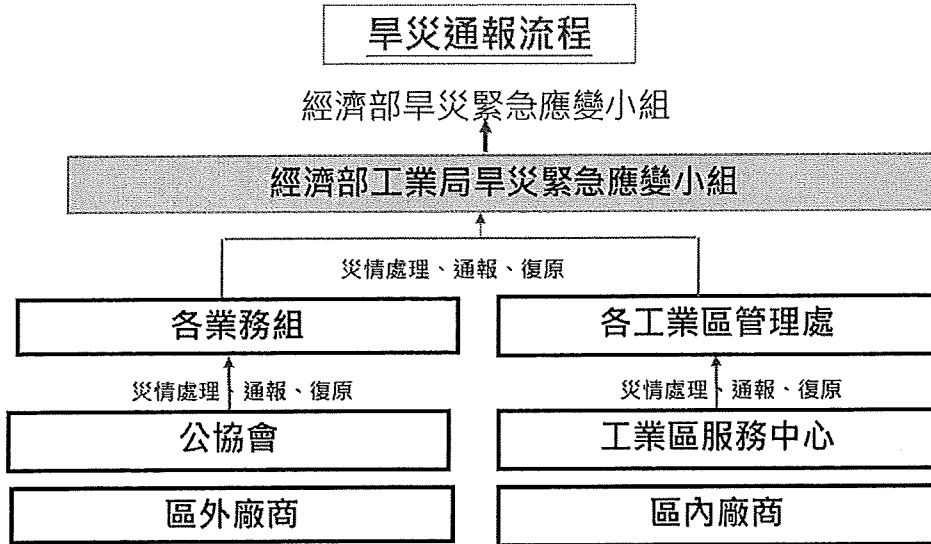 旱災通報流程
經濟部旱災緊急應變小組
經濟部工業局旱災緊急應變小組
災情處理、通報、復原
各業務組
各工業區管理處
災情處理、通報、復原
災情處理、通報、復原
公協會
工業區服務中心
區外廠商
區內廠商